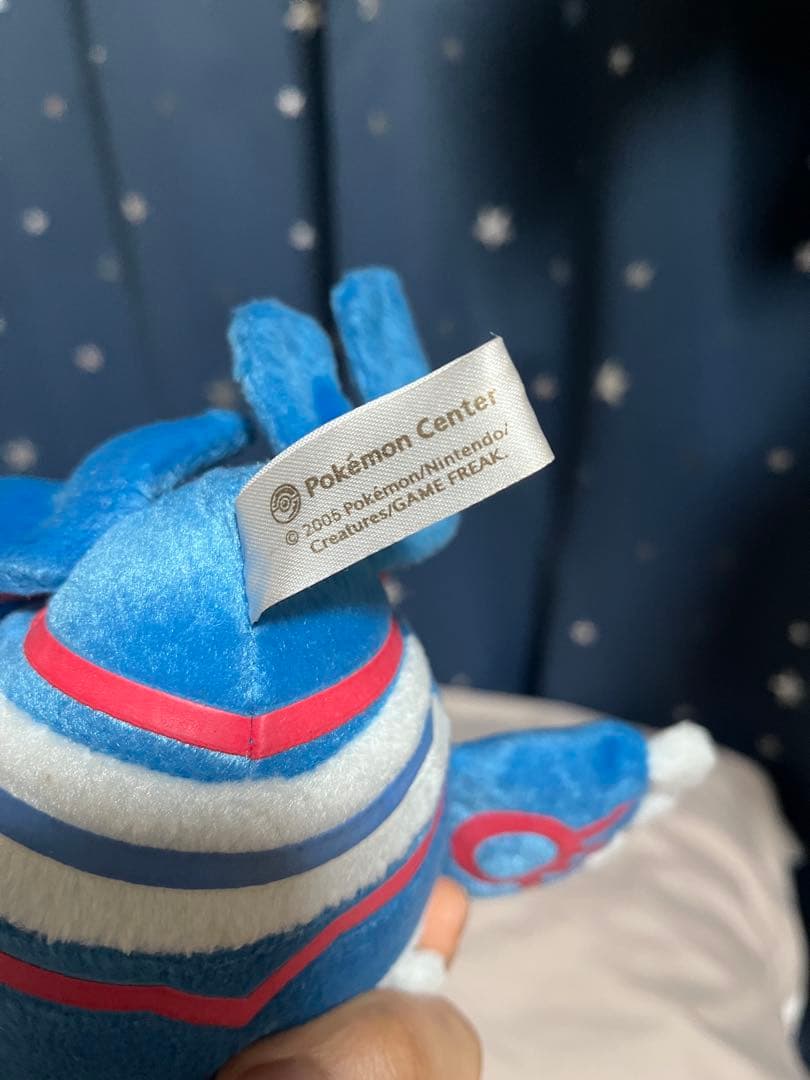 Pokémon Center
© 2005 Pokémon/Nintendo/
Creatures/GAME FREAK.